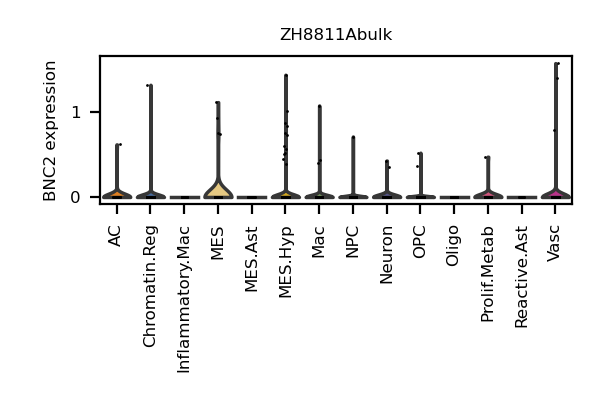 ZH8811Abulk
BNC2 expression
1
0
AC
Chromatin.Reg
Inflammatory.Mac
MES
MES.Ast
MES.Hyp
Mac
NPC
Neuron
OPC
Oligo
Prolif.Metab
Reactive.Ast
Vasc